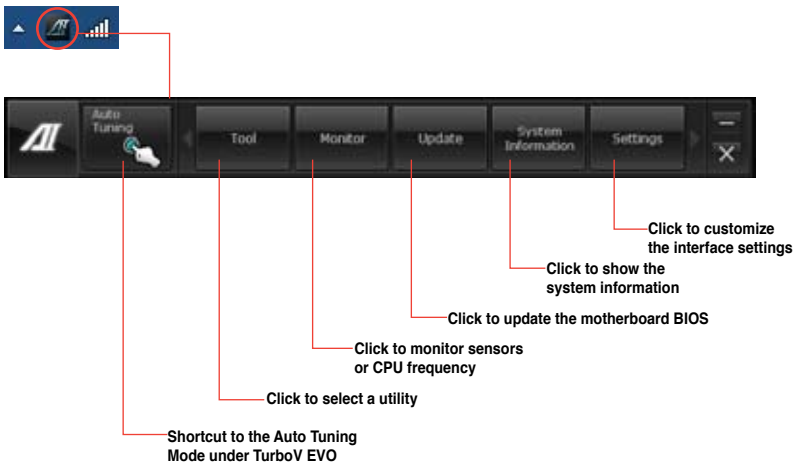 Auto
Tuning
Tool
Monitor
Update
System
Information
Settings
Click to customize
the interface settings
Click to show the
system information
Click to update the motherboard BIOS
Click to monitor sensors
or CPU frequency
Click to select a utility
Shortcut to the Auto Tuning
Mode under TurboV EVO